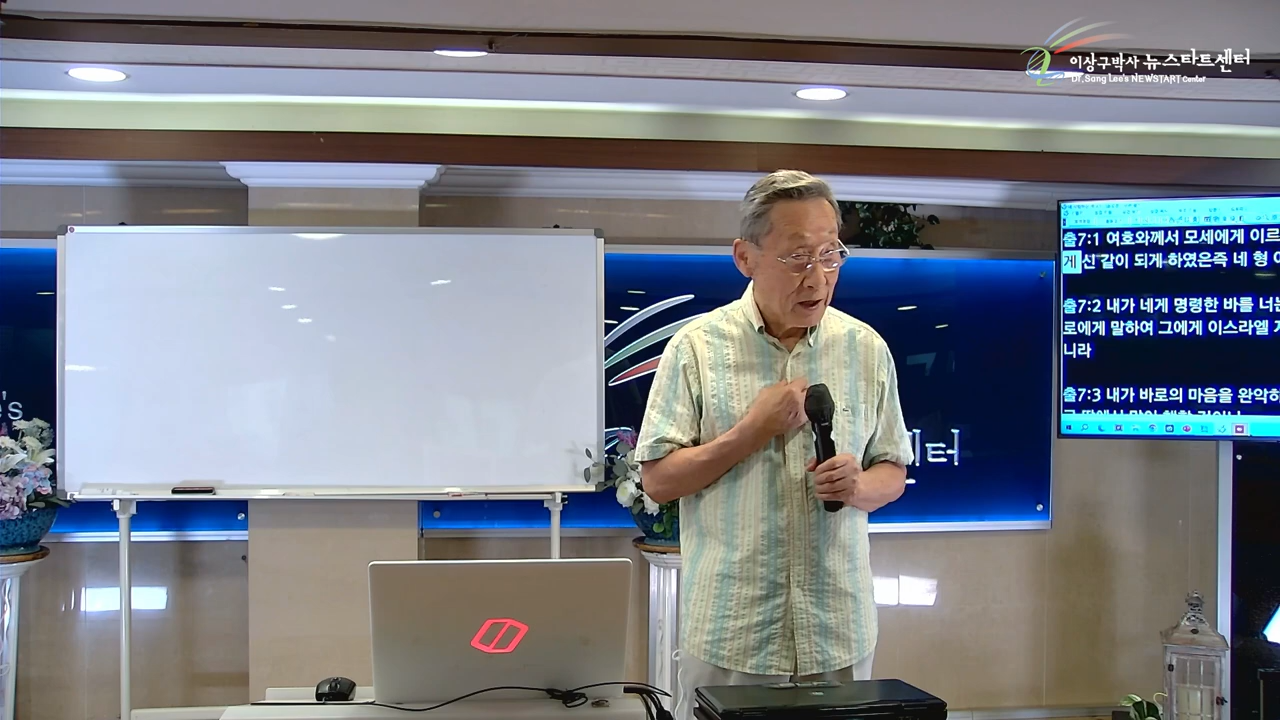 이상구박사 뉴스타트센터
Dr. Sang Lee's NEWSTART Center
출7:1 여호와께서 모세에게 이르
게 신 같이 되게 하였은즉 네 형 아
출7:2 내가 네게 명령한 바를 너는
로에게 말하여 그에게 이스라엘 자
니라
출7:3 내가 바로의 마음을 완악하
's
센터